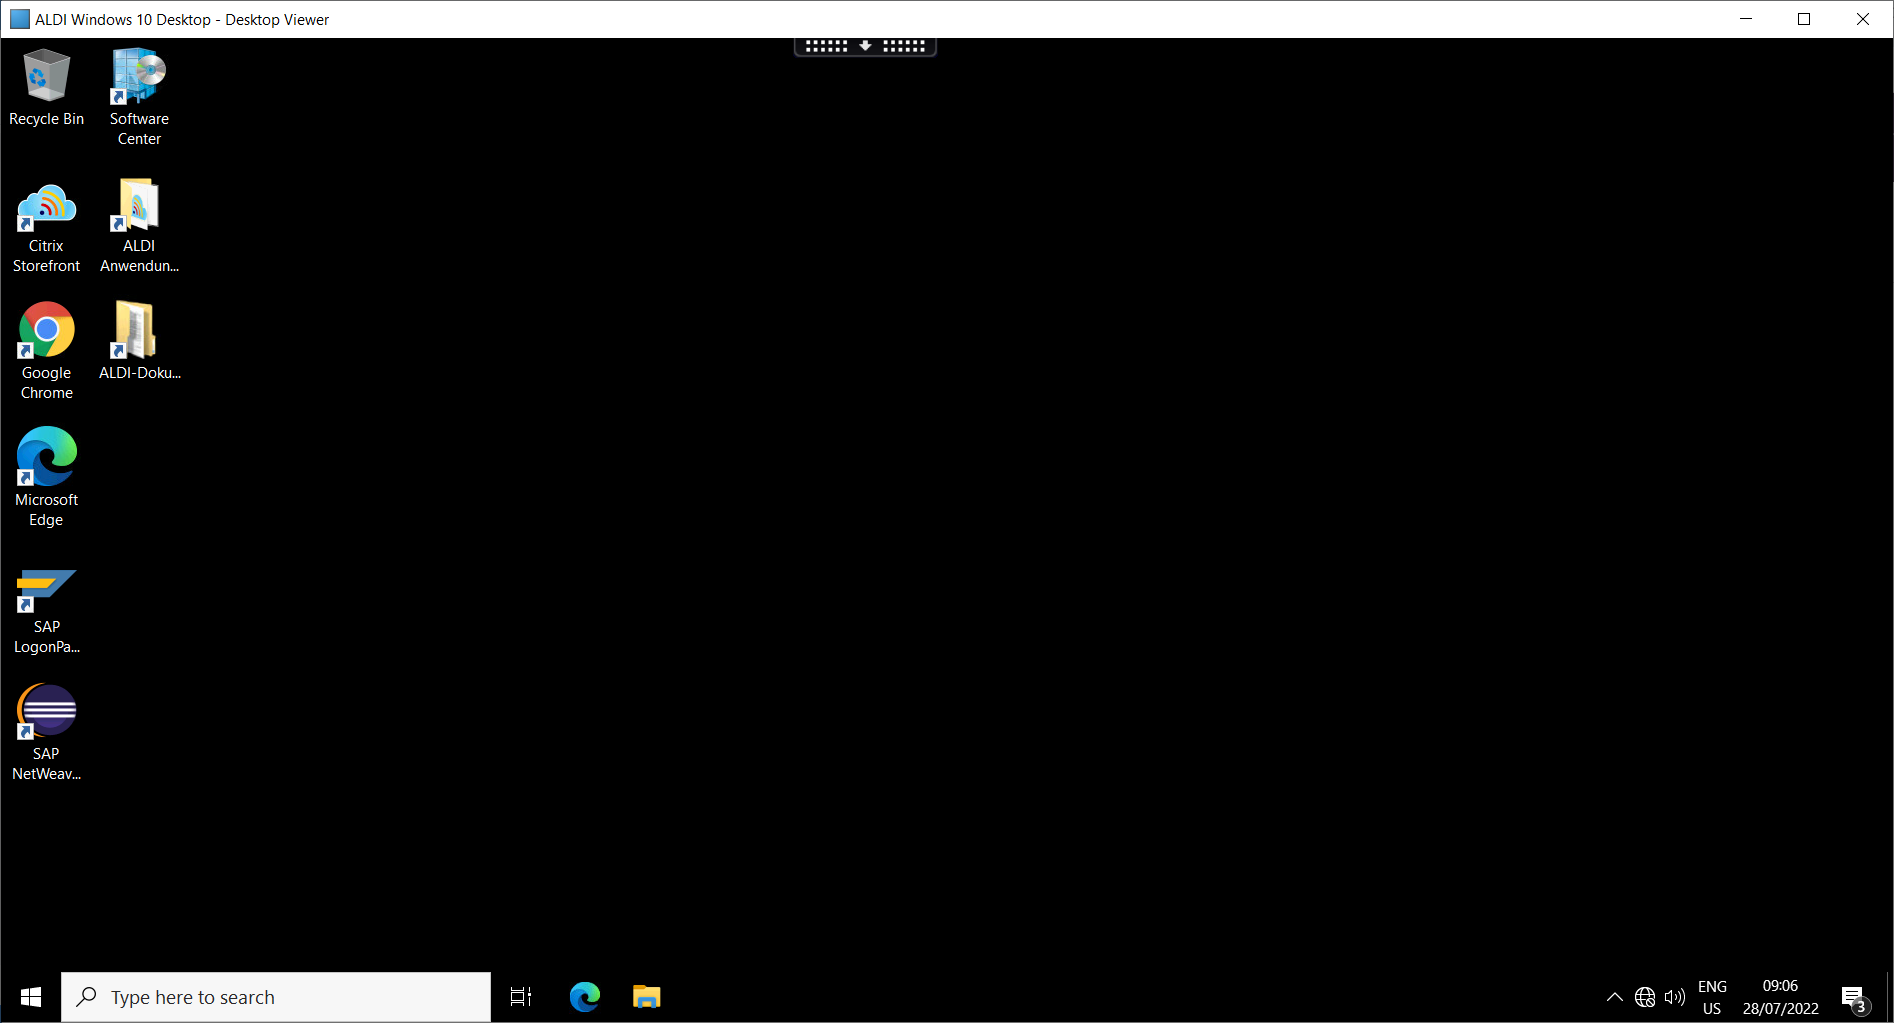 ALDI Windows 10 Desktop - Desktop Viewer
Recycle Bin
Software
Center
Citrix
Storefront
ALDI
Anwendun...
Google
Chrome
ALDI-Doku...
Microsoft
Edge
SAP
LogonPa...
SAP
NetWeav...
Type here to search
ENG
US
09:06
28/07/2022
3